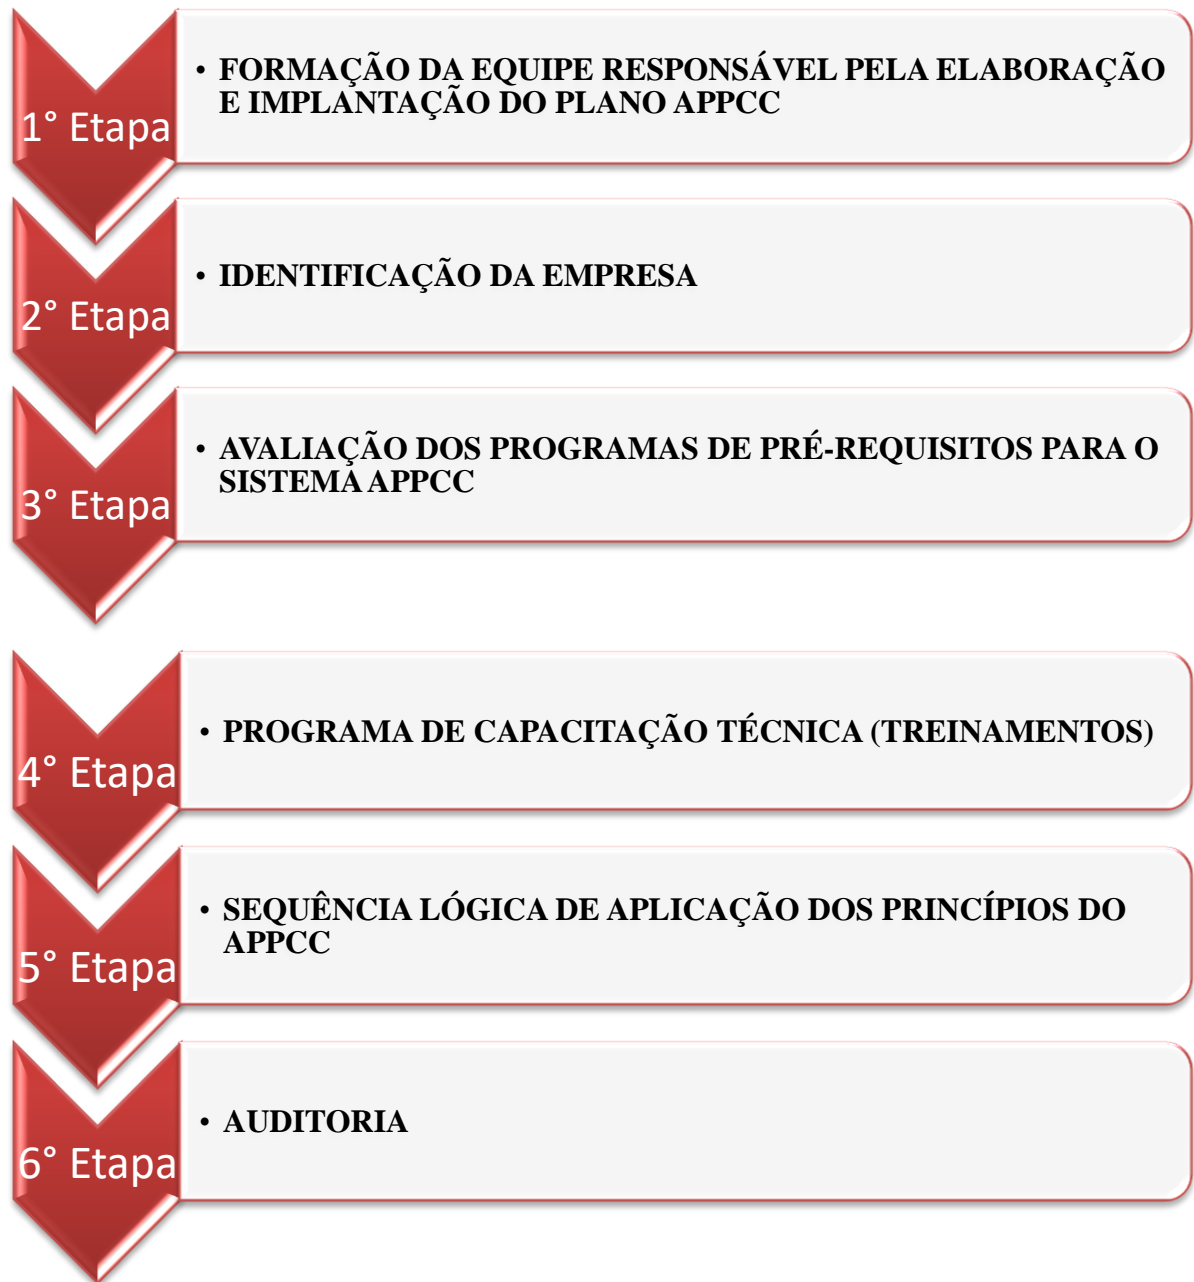 1° Etapa
• FORMAÇÃO DA EQUIPE RESPONSÁVEL PELA ELABORAÇÃO
E IMPLANTAÇÃO DO PLANO APPCC
2° Etapa
• IDENTIFICAÇÃO DA EMPRESA
3° Etapa
• AVALIAÇÃO DOS PROGRAMAS DE PRÉ-REQUISITOS PARA O
SISTEMA APPCC
4° Etapa
• PROGRAMA DE CAPACITAÇÃO TÉCNICA (TREINAMENTOS)
5° Etapa
• SEQUÊNCIA LÓGICA DE APLICAÇÃO DOS PRINCÍPIOS DO
APPCC
6° Etapa
• AUDITORIA